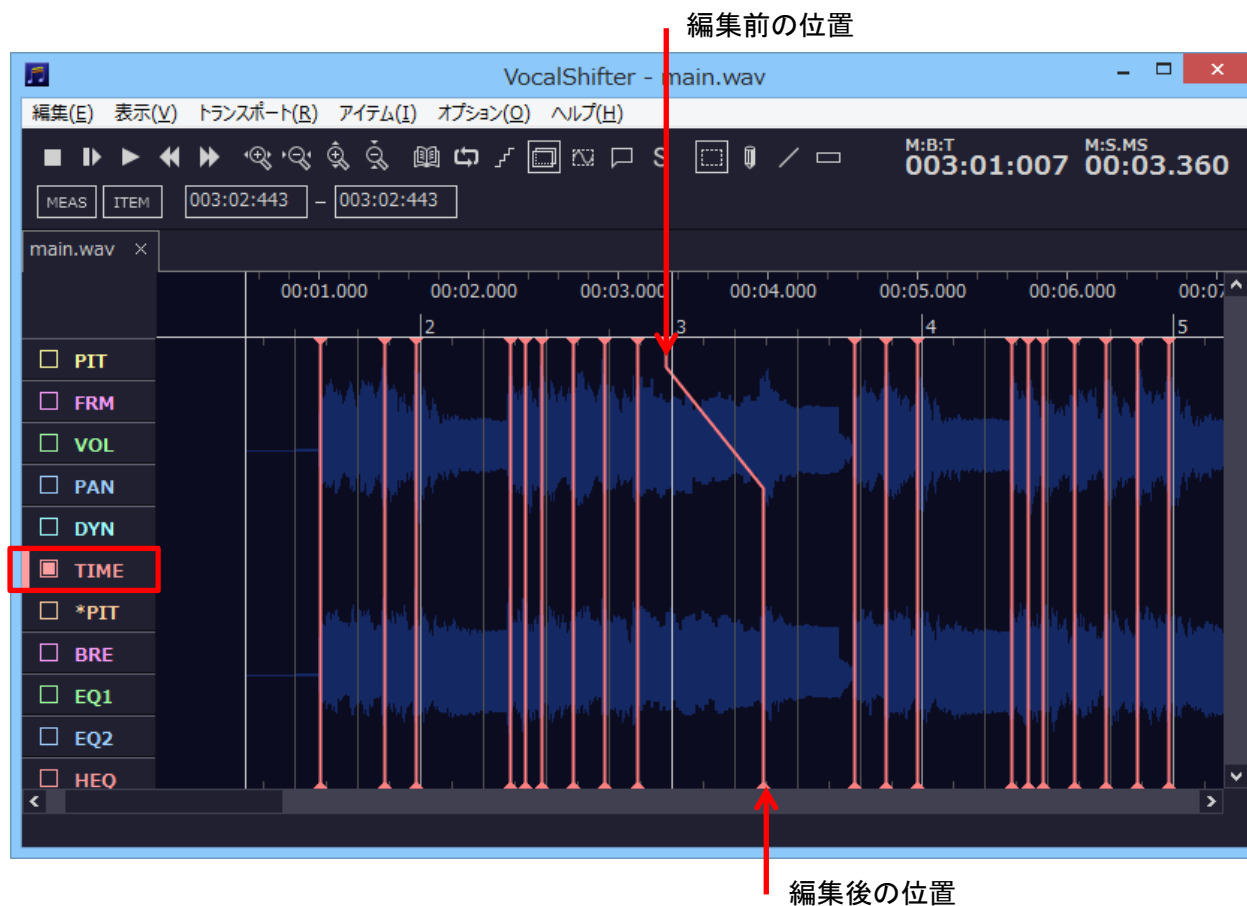 編集前の位置
VocalShifter - main.wav
編集(E) 表示(V) トランスポート(R) アイテム(I) オプション(O) ヘルプ(H)
M:B:T M:S.MS
003:01:007 00:03.360
MEAS ITEM 003:02:443 – 003:02:443
main.wav ×
00:01.000 00:02.000 00:03.000 00:04.000 00:05.000 00:06.000 00:07
2 3 4 5
PIT
FRM
VOL
PAN
DYN
TIME
*PIT
BRE
EQ1
EQ2
HEQ
編集後の位置